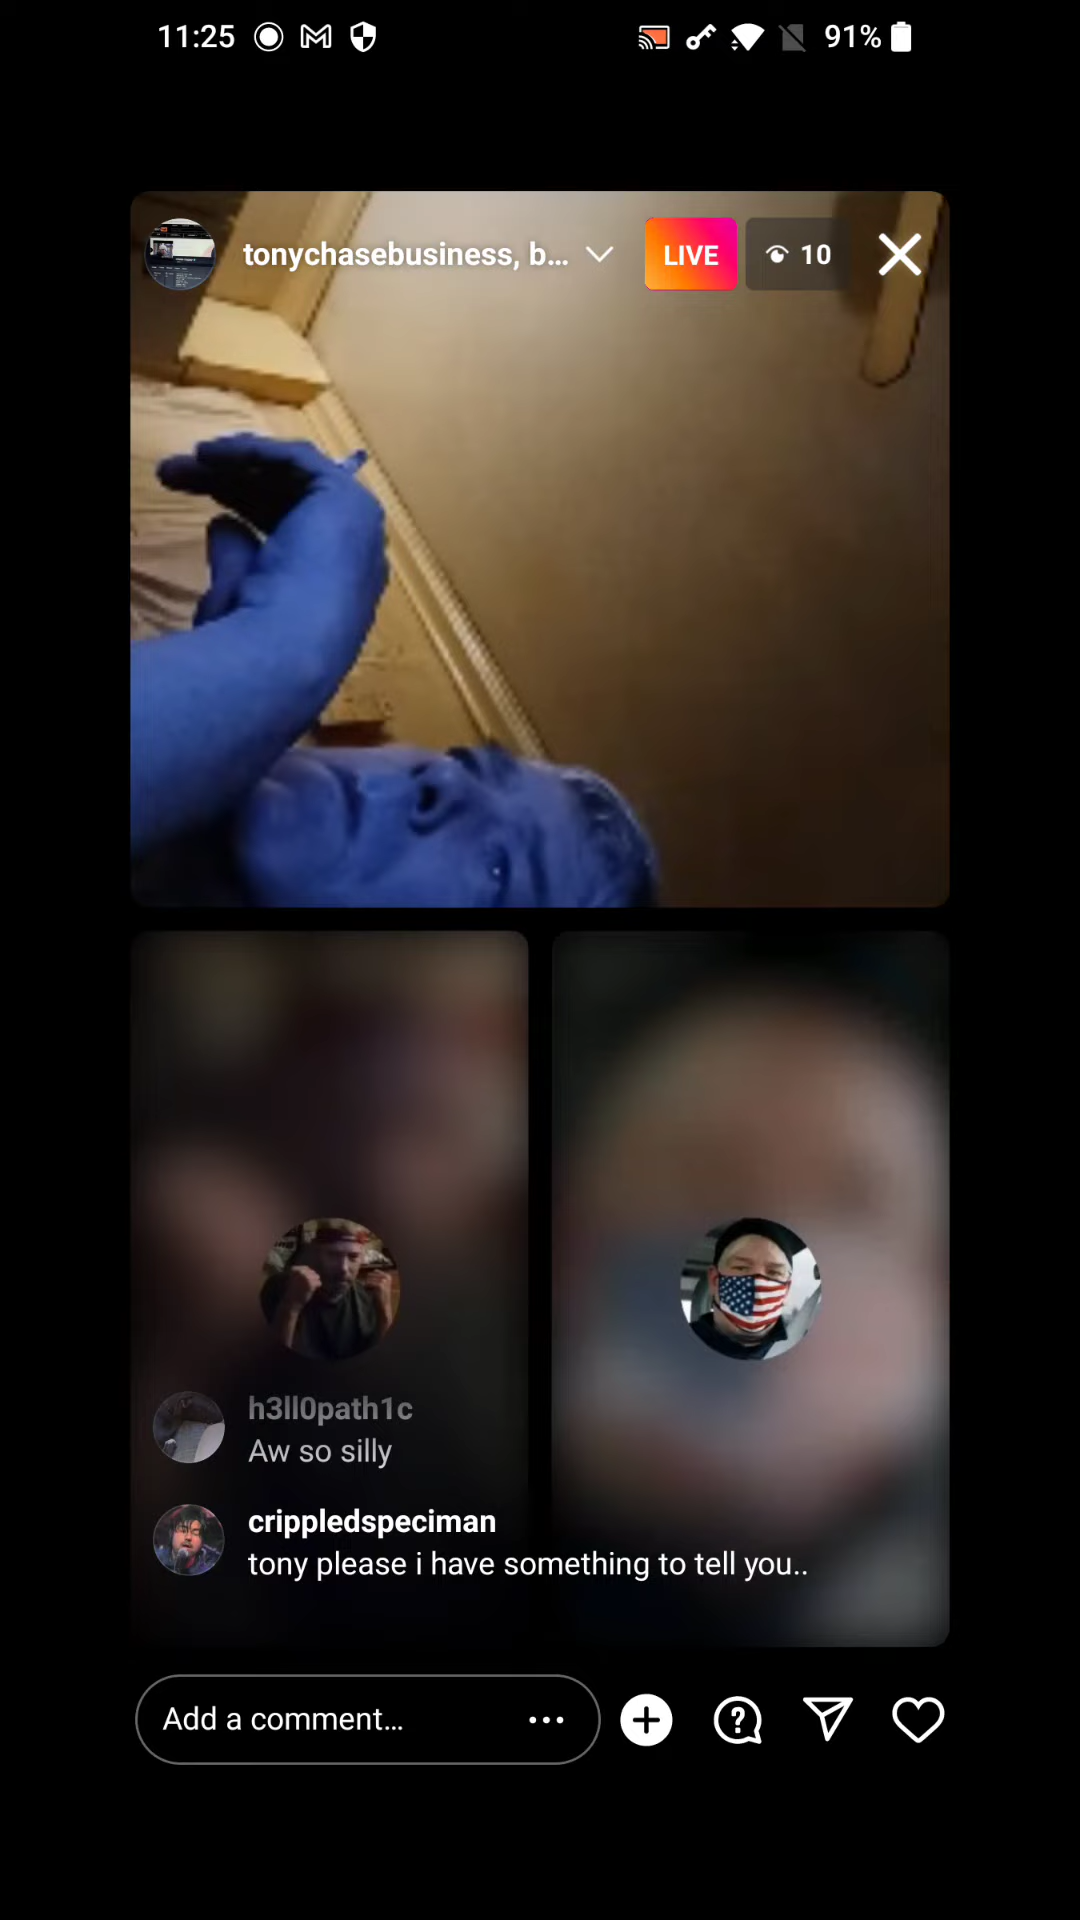 11:25
91%
tonychasebusiness, b...
LIVE
10
h3ll0path1c
Aw so silly
crippledspeciman
tony please i have something to tell you..
Add a comment...